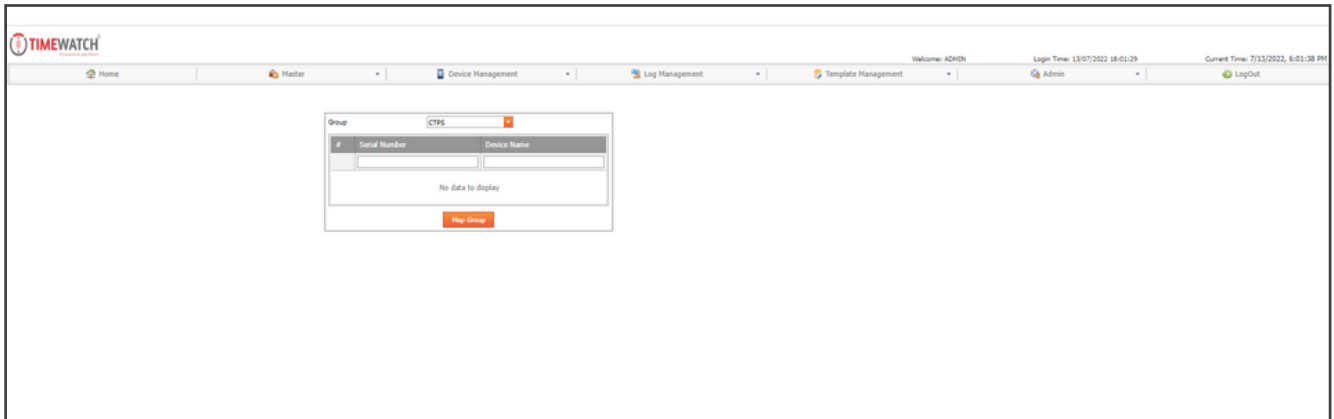 TIMEWATCH
Presence perfect
Welcome: ADMIN Login Time: 13/07/2022 18:01:29 Current Time: 7/13/2022, 6:01:38 PM
Home Master Device Management Log Management Template Management Admin LogOut
Group CTPS
# Serial Number Device Name
No data to display
Map Group